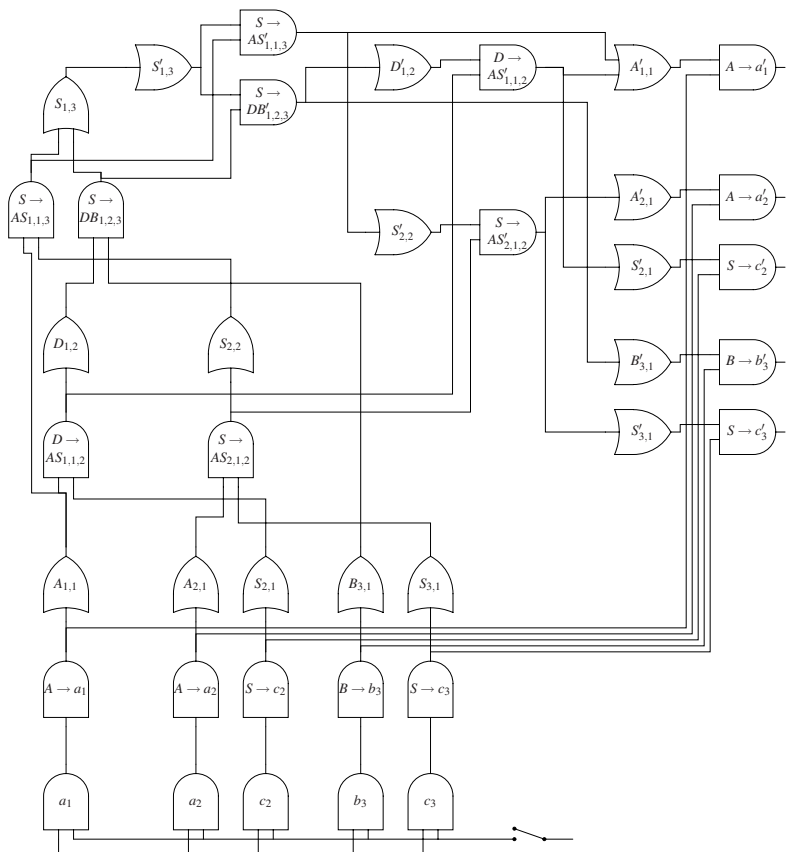 S →
AS′₁,₁,₃
S′₁,₃
D′₁,₂
D →
AS′₁,₁,₂
A′₁,₁
A → a′₁
S₁,₃
S →
DB′₁,₂,₃
S →
AS₁,₁,₃
S →
DB₁,₂,₃
A′₂,₁
A → a′₂
S′₂,₂
S →
AS′₂,₁,₂
S′₂,₁
S → c′₂
D₁,₂
S₂,₂
B′₃,₁
B → b′₃
D →
AS₁,₁,₂
S →
AS₂,₁,₂
S′₃,₁
S → c′₃
A₁,₁
A₂,₁
S₂,₁
B₃,₁
S₃,₁
A → a₁
A → a₂
S → c₂
B → b₃
S → c₃
a₁
a₂
c₂
b₃
c₃